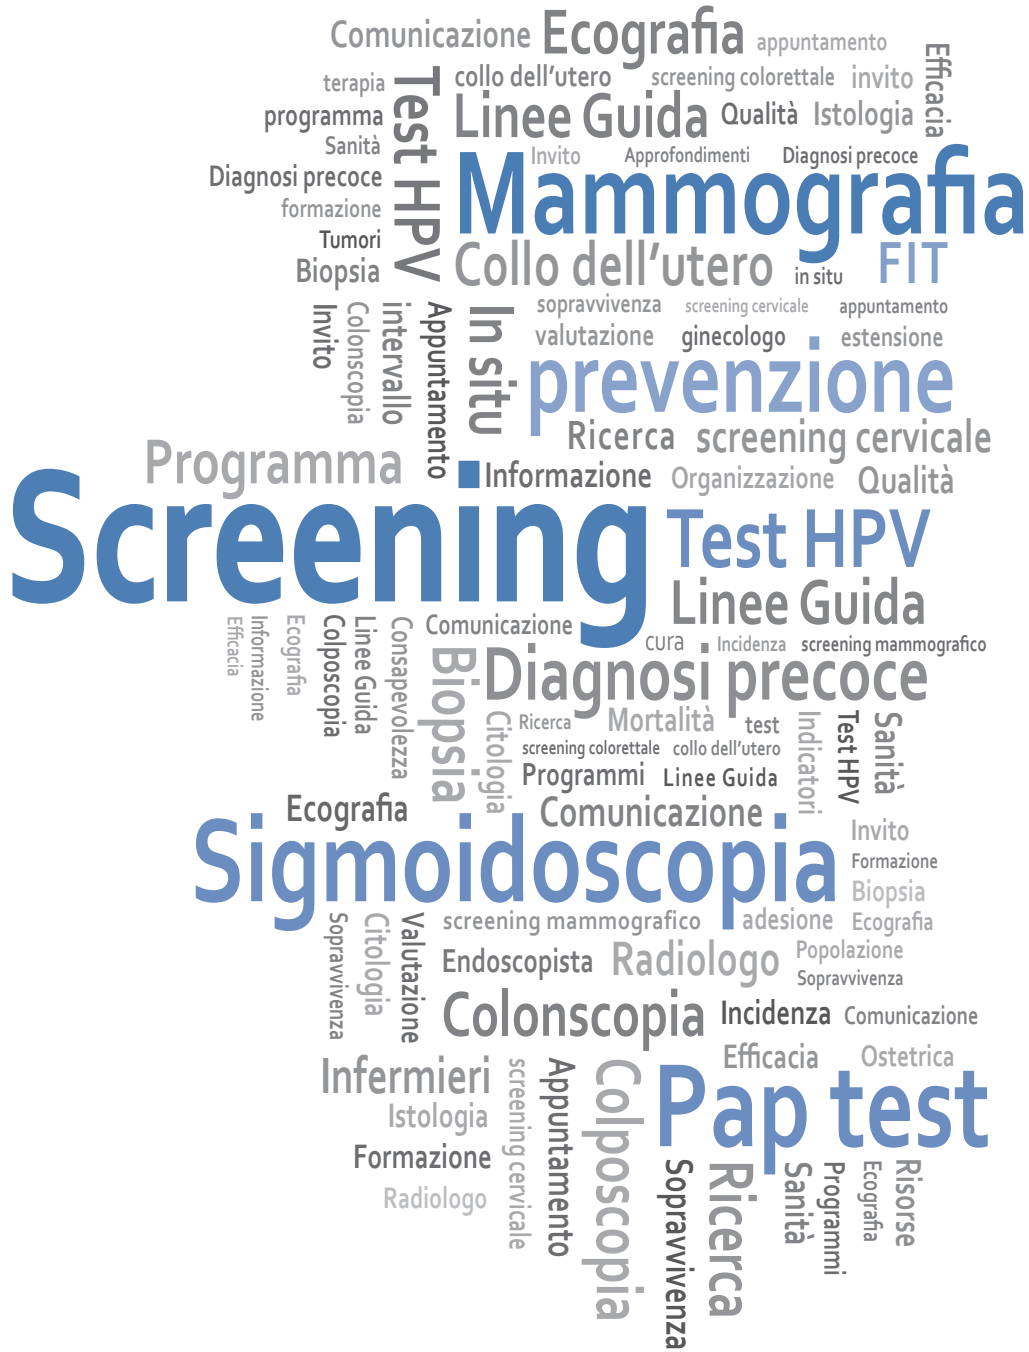 Comunicazione
Ecografia
appuntamento
Efficacia
terapia
Test HPV
collo dell’utero
screening colorettale
invito
programma
Linee Guida
Qualità
Istologia
Sanità
Invito
Approfondimenti
Diagnosi precoce
Diagnosi precoce
Mammografia
formazione
Tumori
Biopsia
Collo dell’utero
in situ
FIT
Invito
Colonscopia
intervallo
Appuntamento
In situ
sopravvivenza
screening cervicale
appuntamento
valutazione
ginecologo
estensione
prevenzione
Ricerca
screening cervicale
Programma
Informazione
Organizzazione
Qualità
Screening
Test HPV
Linee Guida
Efficacia
Informazione
Ecografia
Colposcopia
Linee Guida
Consapevolezza
Comunicazione
cura
Incidenza
screening mammografico
Biopsia
Diagnosi precoce
Citologia
Ricerca
Mortalità
test
Indicatori
Test HPV
Sanità
screening colorettale
collo dell’utero
Programmi
Linee Guida
Ecografia
Comunicazione
Sigmoidoscopia
Invito
Formazione
Biopsia
Sopravvivenza
Citologia
Valutazione
screening mammografico
adesione
Ecografia
Endoscopista
Radiologo
Popolazione
Sopravvivenza
Colonscopia
Incidenza
Comunicazione
Efficacia
Ostetrica
Infermieri
screening cervicale
Appuntamento
Colposcopia
Pap test
Istologia
Formazione
Radiologo
Sopravvivenza
Ricerca
Sanità
Programmi
Ecografia
Risorse